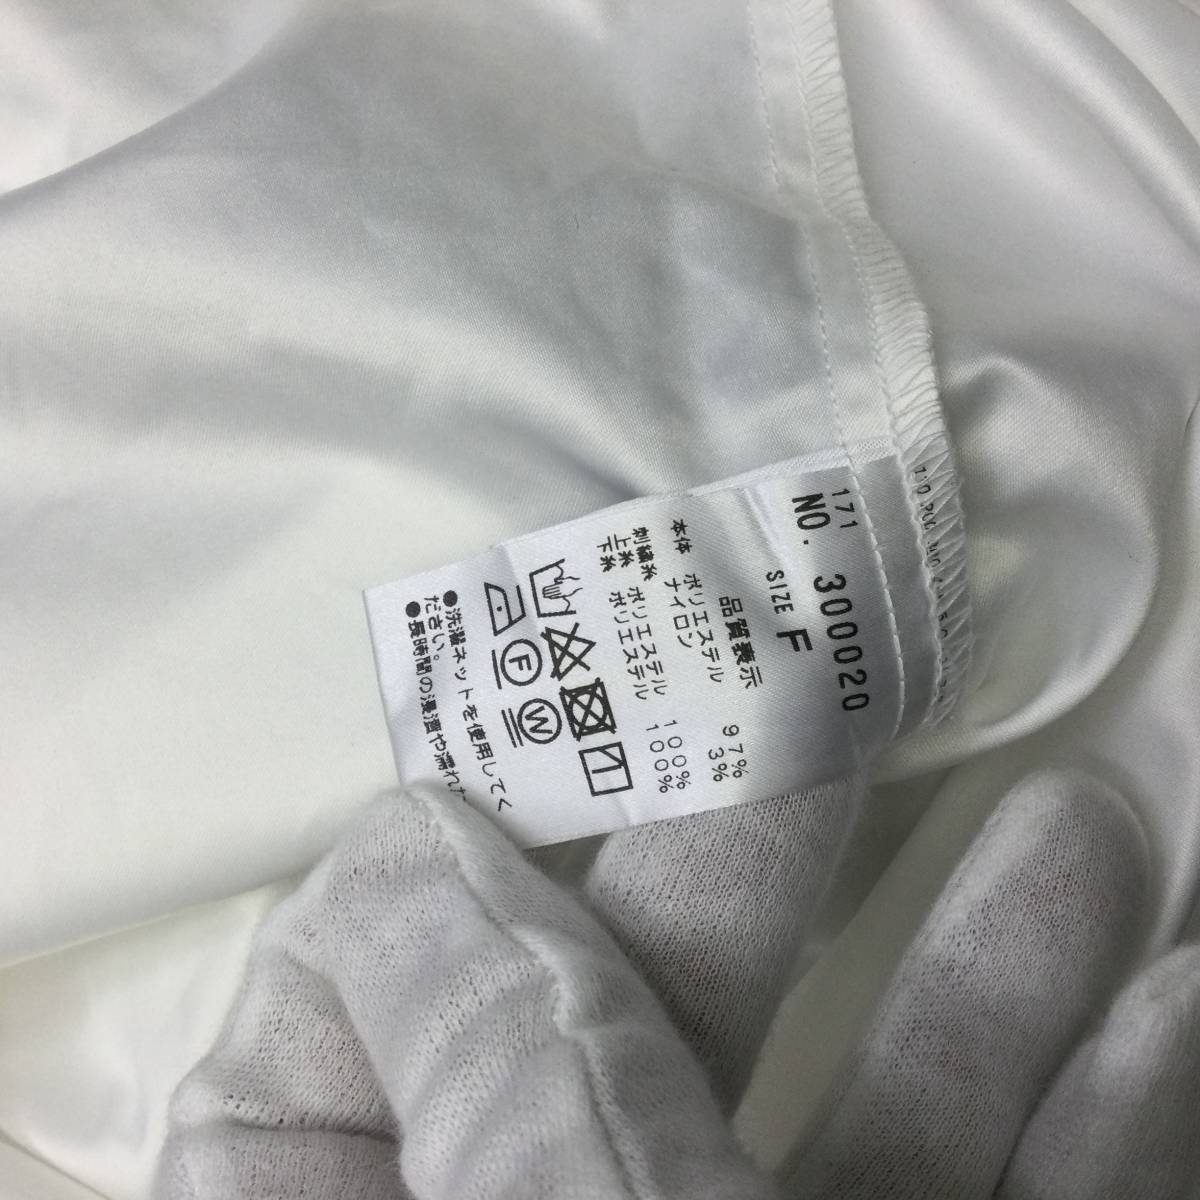 171
NO. 300020
SIZE F
品質表示
本体 ポリエステル 97%
ナイロン 3%
刺繍糸
上糸 ポリエステル 100%
下糸 ポリエステル 100%
F
W
●洗濯ネットを使用してく
ださい。
●長時間の浸漬や濡れた